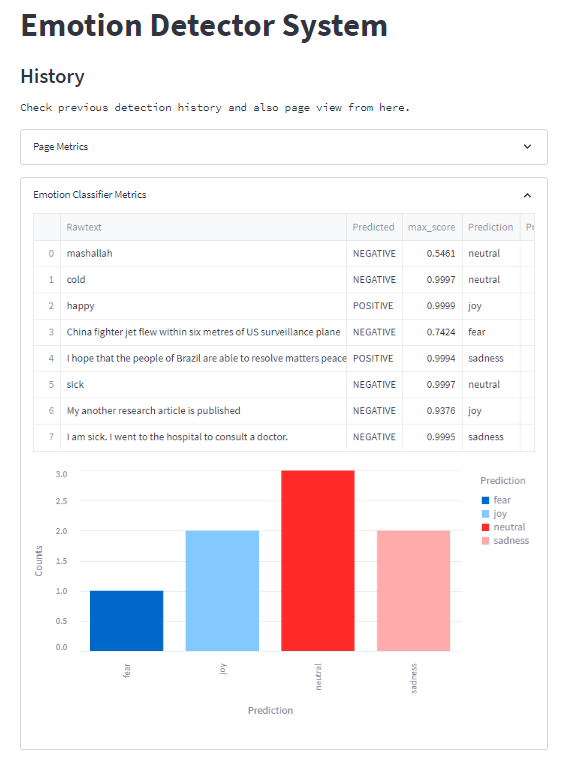 Emotion Detector System
History
Check previous detection history and also page view from here.
Page Metrics
Emotion Classifier Metrics
Rawtext Predicted max_score Prediction
0 mashallah NEGATIVE 0.5461 neutral
1 cold NEGATIVE 0.9997 neutral
2 happy POSITIVE 0.9999 joy
3 China fighter jet flew within six metres of US surveillance plane NEGATIVE 0.7424 fear
4 I hope that the people of Brazil are able to resolve matters peace POSITIVE 0.9994 sadness
5 sick NEGATIVE 0.9997 neutral
6 My another research article is published NEGATIVE 0.9376 joy
7 I am sick. I went to the hospital to consult a doctor. NEGATIVE 0.9995 sadness
3.0
2.5
2.0
1.5
1.0
0.5
0.0
Counts
fear joy neutral sadness
Prediction
Prediction
fear
joy
neutral
sadness